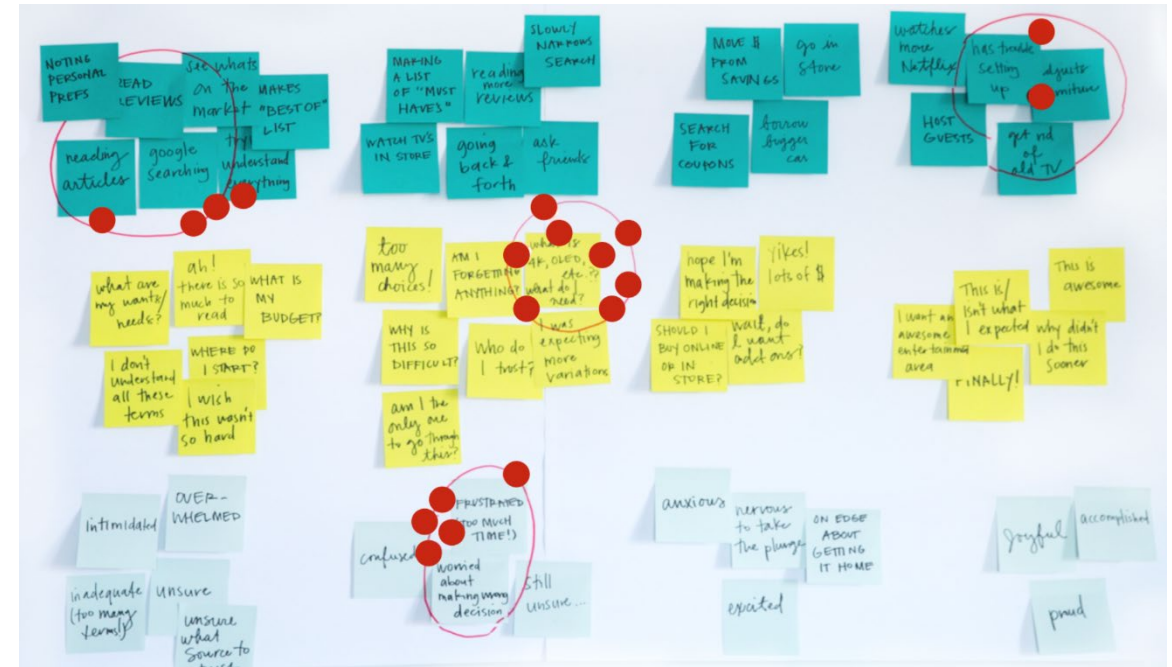 NOTING
PERSONAL
PREFS
READ
REVIEWS
see whats
on the
market
MAKES
"BEST OF"
LIST
reading
articles
google
searching
understand
everything
MAKING
A LIST
OF "MUST
HAVES"
reading
more
reviews
SLOWLY
NARROWS
SEARCH
WATCH TV'S
IN STORE
going
back &
forth
ask
friends
MOVE $
FROM
SAVINGS
go in
store
SEARCH
FOR
COUPONS
borrow
bigger
car
watches
more
Netflix
has trouble
setting
up
adjusts
HOST
GUESTS
get rid
of
old TV
what are
my wants/
needs?
ah!
there is so
much to
read
WHAT IS
MY
BUDGET?
I don't
understand
all these
terms
WHERE DO
I START?
I wish
this wasn't
so hard
too
many
choices!
AM I
FORGETTING
ANYTHING?
what is
4K, OLED,
etc.??
what do I
need?
WHY IS
THIS SO
DIFFICULT?
Who do
I trust?
I was
expecting
more
variations
am I the
only one
to go through
this?
hope I'm
making the
right decision
Yikes!
lots of $
SHOULD I
BUY ONLINE
OR IN
STORE?
wait, do
I want
add ons?
I want an
awesome
entertainment
area
This is/
isn't what
I expected
This is
awesome
why didn't
I do this
sooner
FINALLY!
intimidated
OVER-
WHELMED
inadequate
(too many
terms!)
unsure
unsure
what
source to
confused
FRUSTRATED
(TOO MUCH
TIME!)
worried
about
making wrong
decision
still
unsure...
anxious
nervous
to take
the plunge
ON EDGE
ABOUT
GETTING
IT HOME
excited
Joyful
accomplished
proud